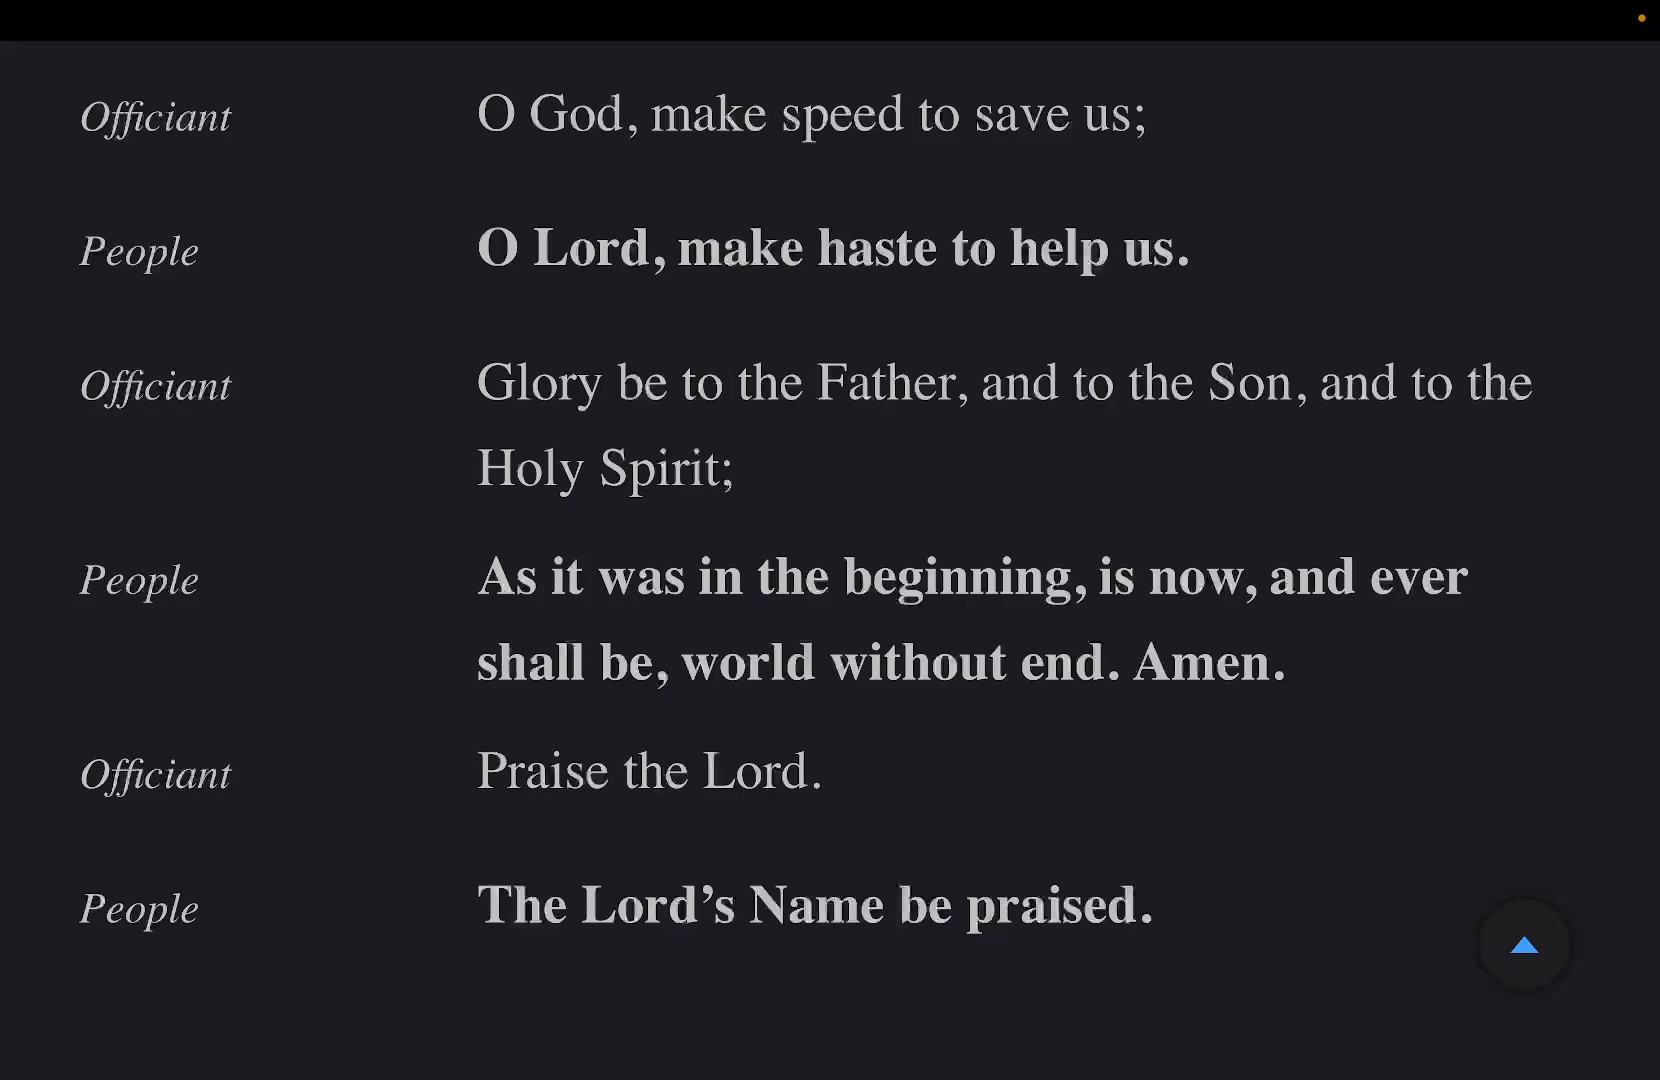 Officiant O God, make speed to save us;
People O Lord, make haste to help us.
Officiant Glory be to the Father, and to the Son, and to the
Holy Spirit;
People As it was in the beginning, is now, and ever
shall be, world without end. Amen.
Officiant Praise the Lord.
People The Lord’s Name be praised.